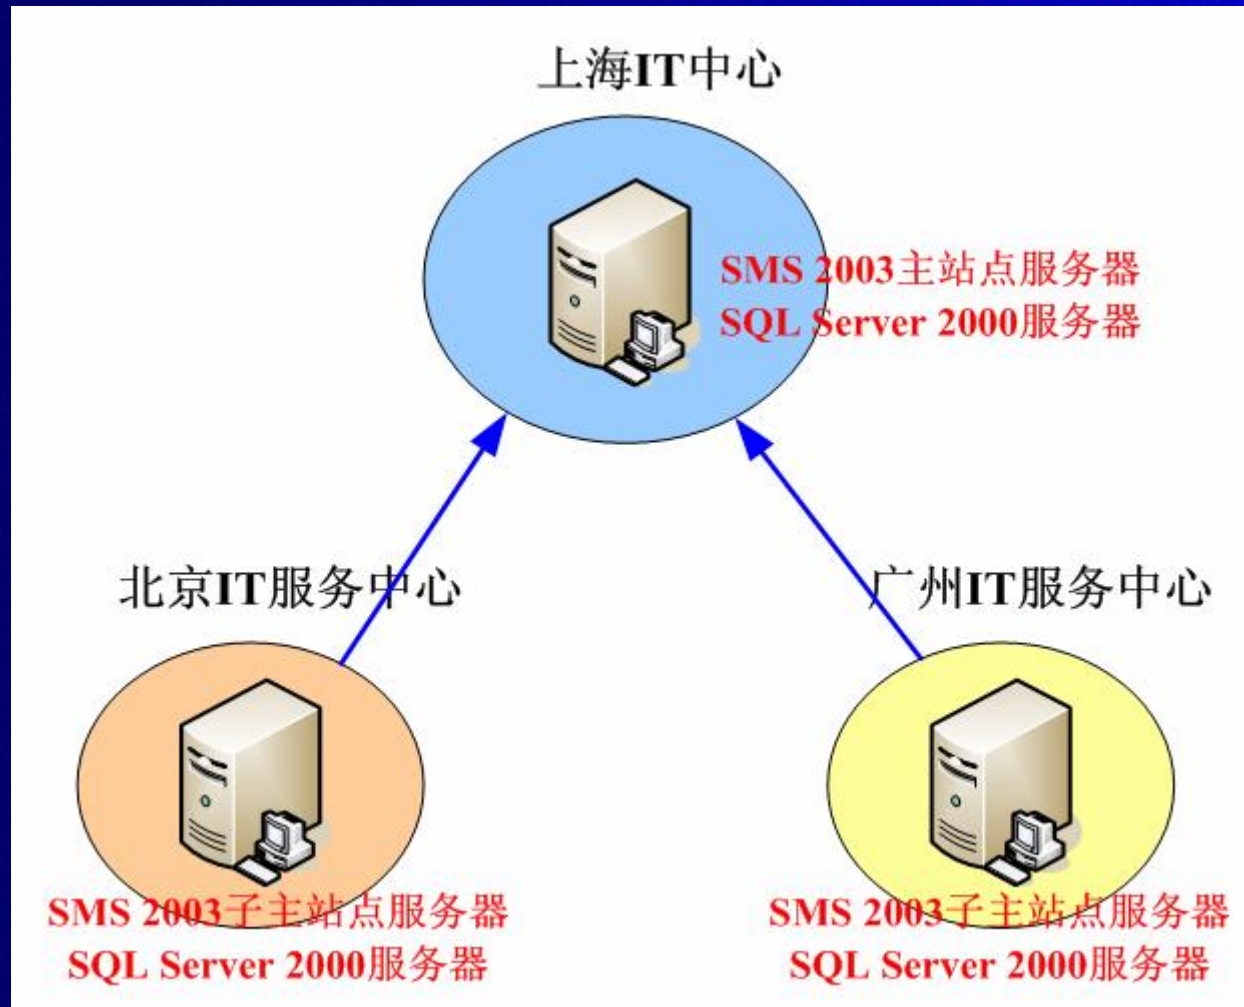 上海IT中心
SMS 2003主站点服务器
SQL Server 2000服务器
北京IT服务中心
广州IT服务中心
SMS 2003子主站点服务器
SQL Server 2000服务器
SMS 2003子主站点服务器
SQL Server 2000服务器